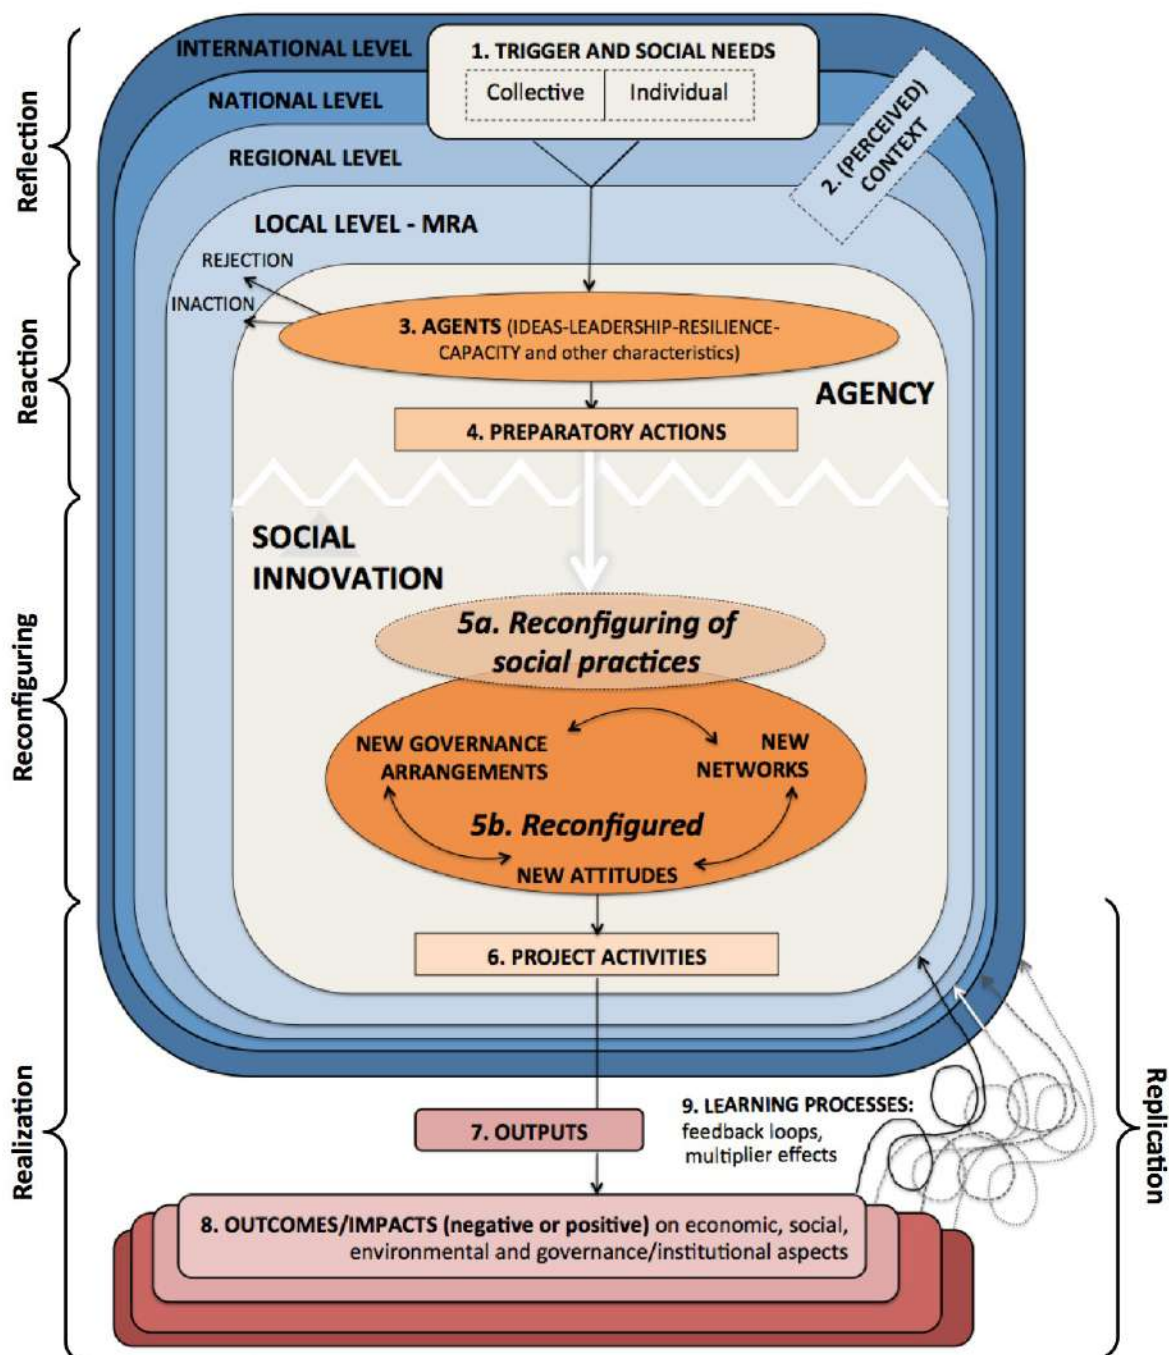 Reflection
Reaction
Reconfiguring
Realization
Replication
INTERNATIONAL LEVEL
NATIONAL LEVEL
REGIONAL LEVEL
LOCAL LEVEL - MRA
1. TRIGGER AND SOCIAL NEEDS
Collective
Individual
2. (PERCEIVED)
CONTEXT
REJECTION
INACTION
3. AGENTS (IDEAS-LEADERSHIP-RESILIENCE-
CAPACITY and other characteristics)
AGENCY
4. PREPARATORY ACTIONS
SOCIAL
INNOVATION
5a. Reconfiguring of
social practices
NEW GOVERNANCE
ARRANGEMENTS
NEW
NETWORKS
5b. Reconfigured
NEW ATTITUDES
6. PROJECT ACTIVITIES
7. OUTPUTS
9. LEARNING PROCESSES:
feedback loops,
multiplier effects
8. OUTCOMES/IMPACTS (negative or positive) on economic, social,
environmental and governance/institutional aspects